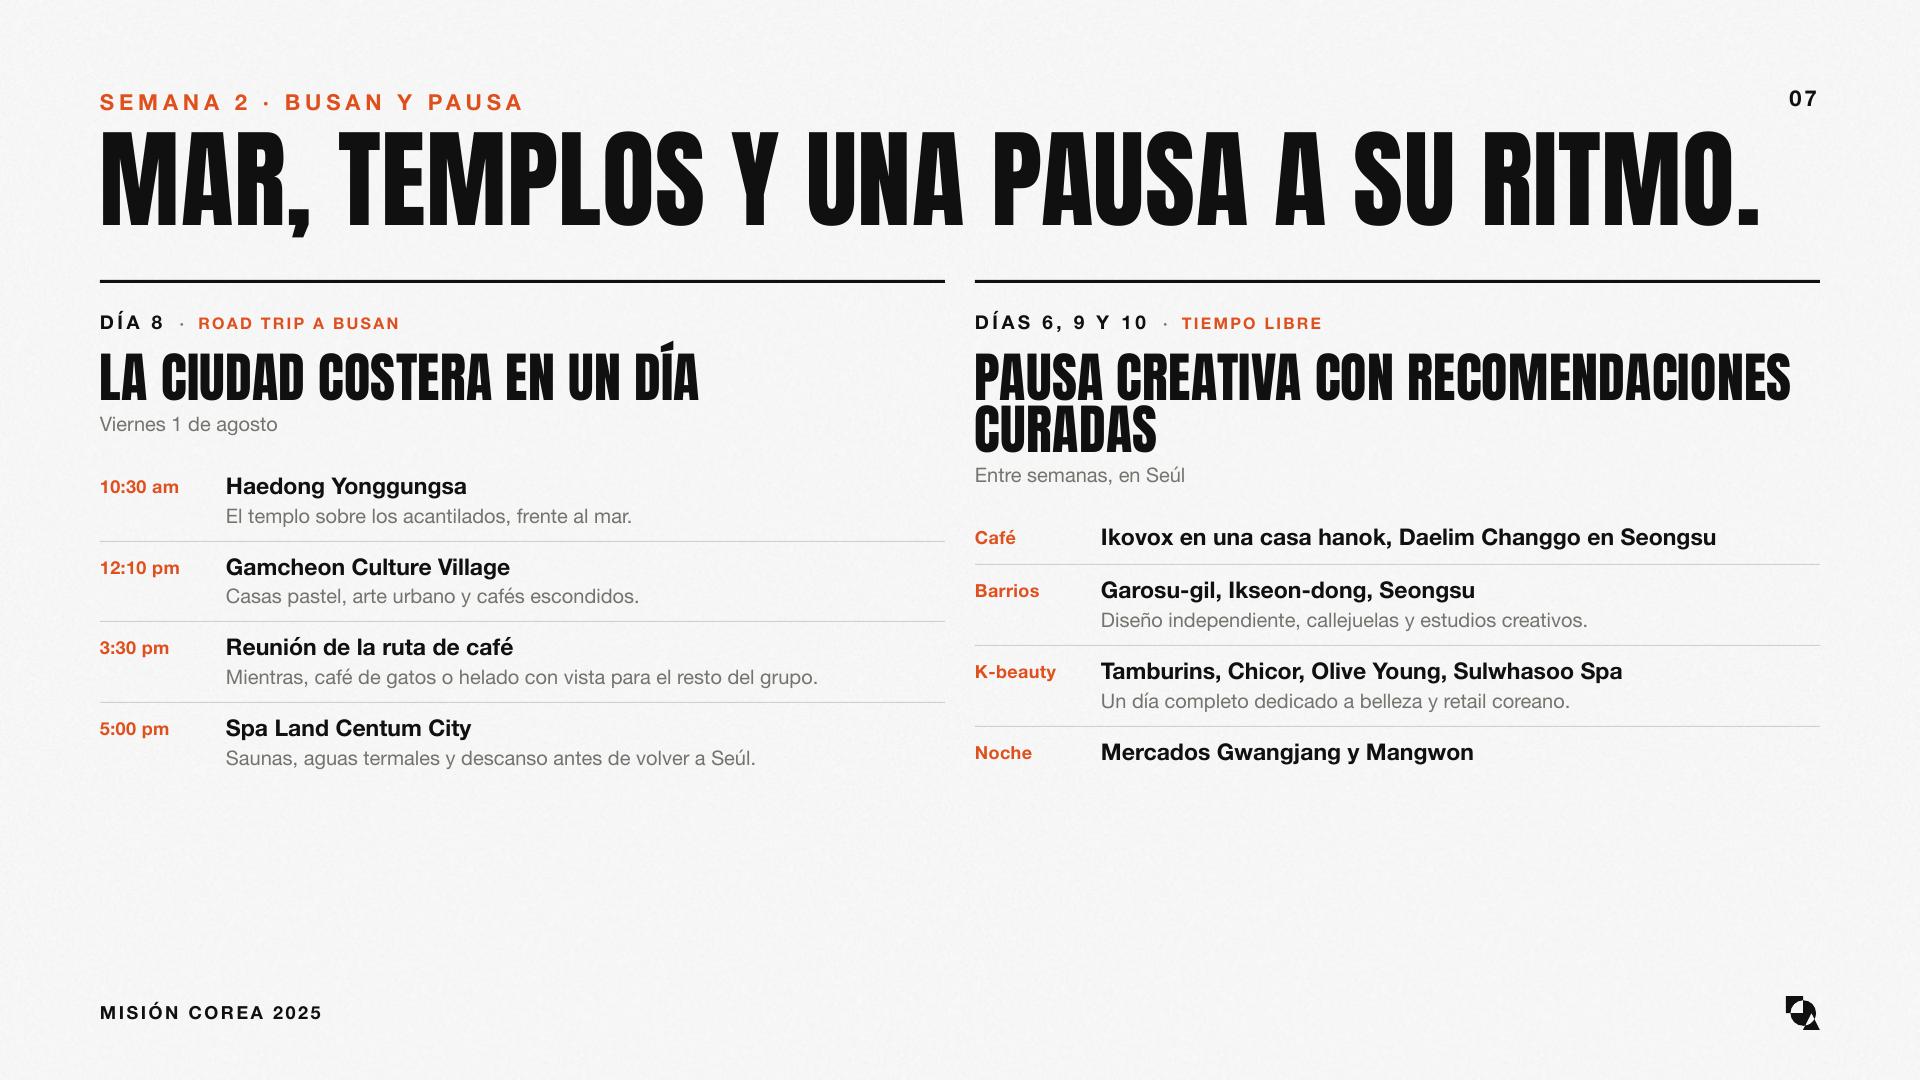 SEMANA 2 · BUSAN Y PAUSA
07
MAR, TEMPLOS Y UNA PAUSA A SU RITMO.
DÍA 8 · ROAD TRIP A BUSAN
LA CIUDAD COSTERA EN UN DÍA
Viernes 1 de agosto
10:30 am Haedong Yonggungsa
El templo sobre los acantilados, frente al mar.
12:10 pm Gamcheon Culture Village
Casas pastel, arte urbano y cafés escondidos.
3:30 pm Reunión de la ruta de café
Mientras, café de gatos o helado con vista para el resto del grupo.
5:00 pm Spa Land Centum City
Saunas, aguas termales y descanso antes de volver a Seúl.
DÍAS 6, 9 Y 10 · TIEMPO LIBRE
PAUSA CREATIVA CON RECOMENDACIONES
CURADAS
Entre semanas, en Seúl
Café Ikovox en una casa hanok, Daelim Changgo en Seongsu
Barrios Garosu-gil, Ikseon-dong, Seongsu
Diseño independiente, callejuelas y estudios creativos.
K-beauty Tamburins, Chicor, Olive Young, Sulwhasoo Spa
Un día completo dedicado a belleza y retail coreano.
Noche Mercados Gwangjang y Mangwon
MISIÓN COREA 2025